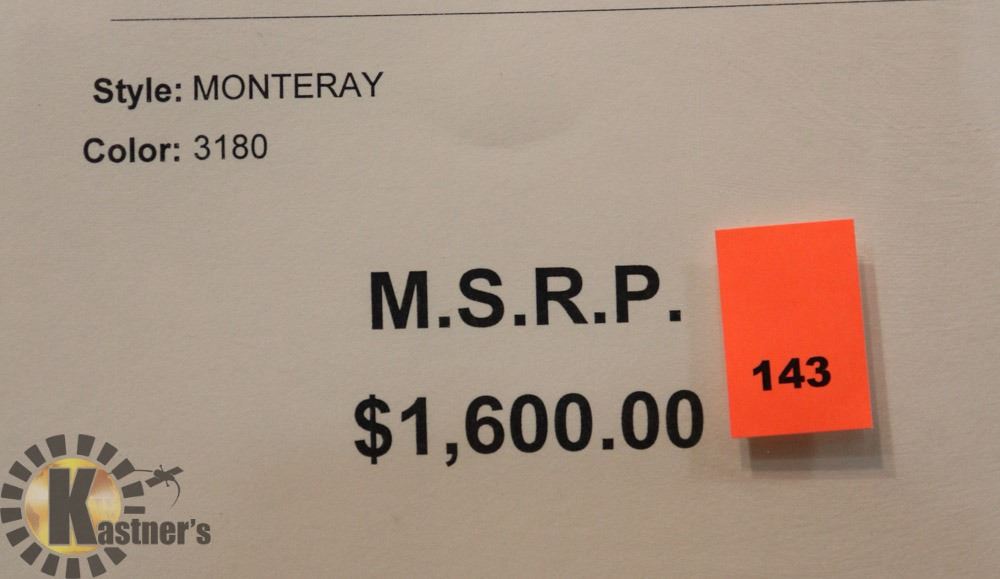 Style: MONTERAY
Color: 3180
M.S.R.P.
$1,600.00
143
Kastner's